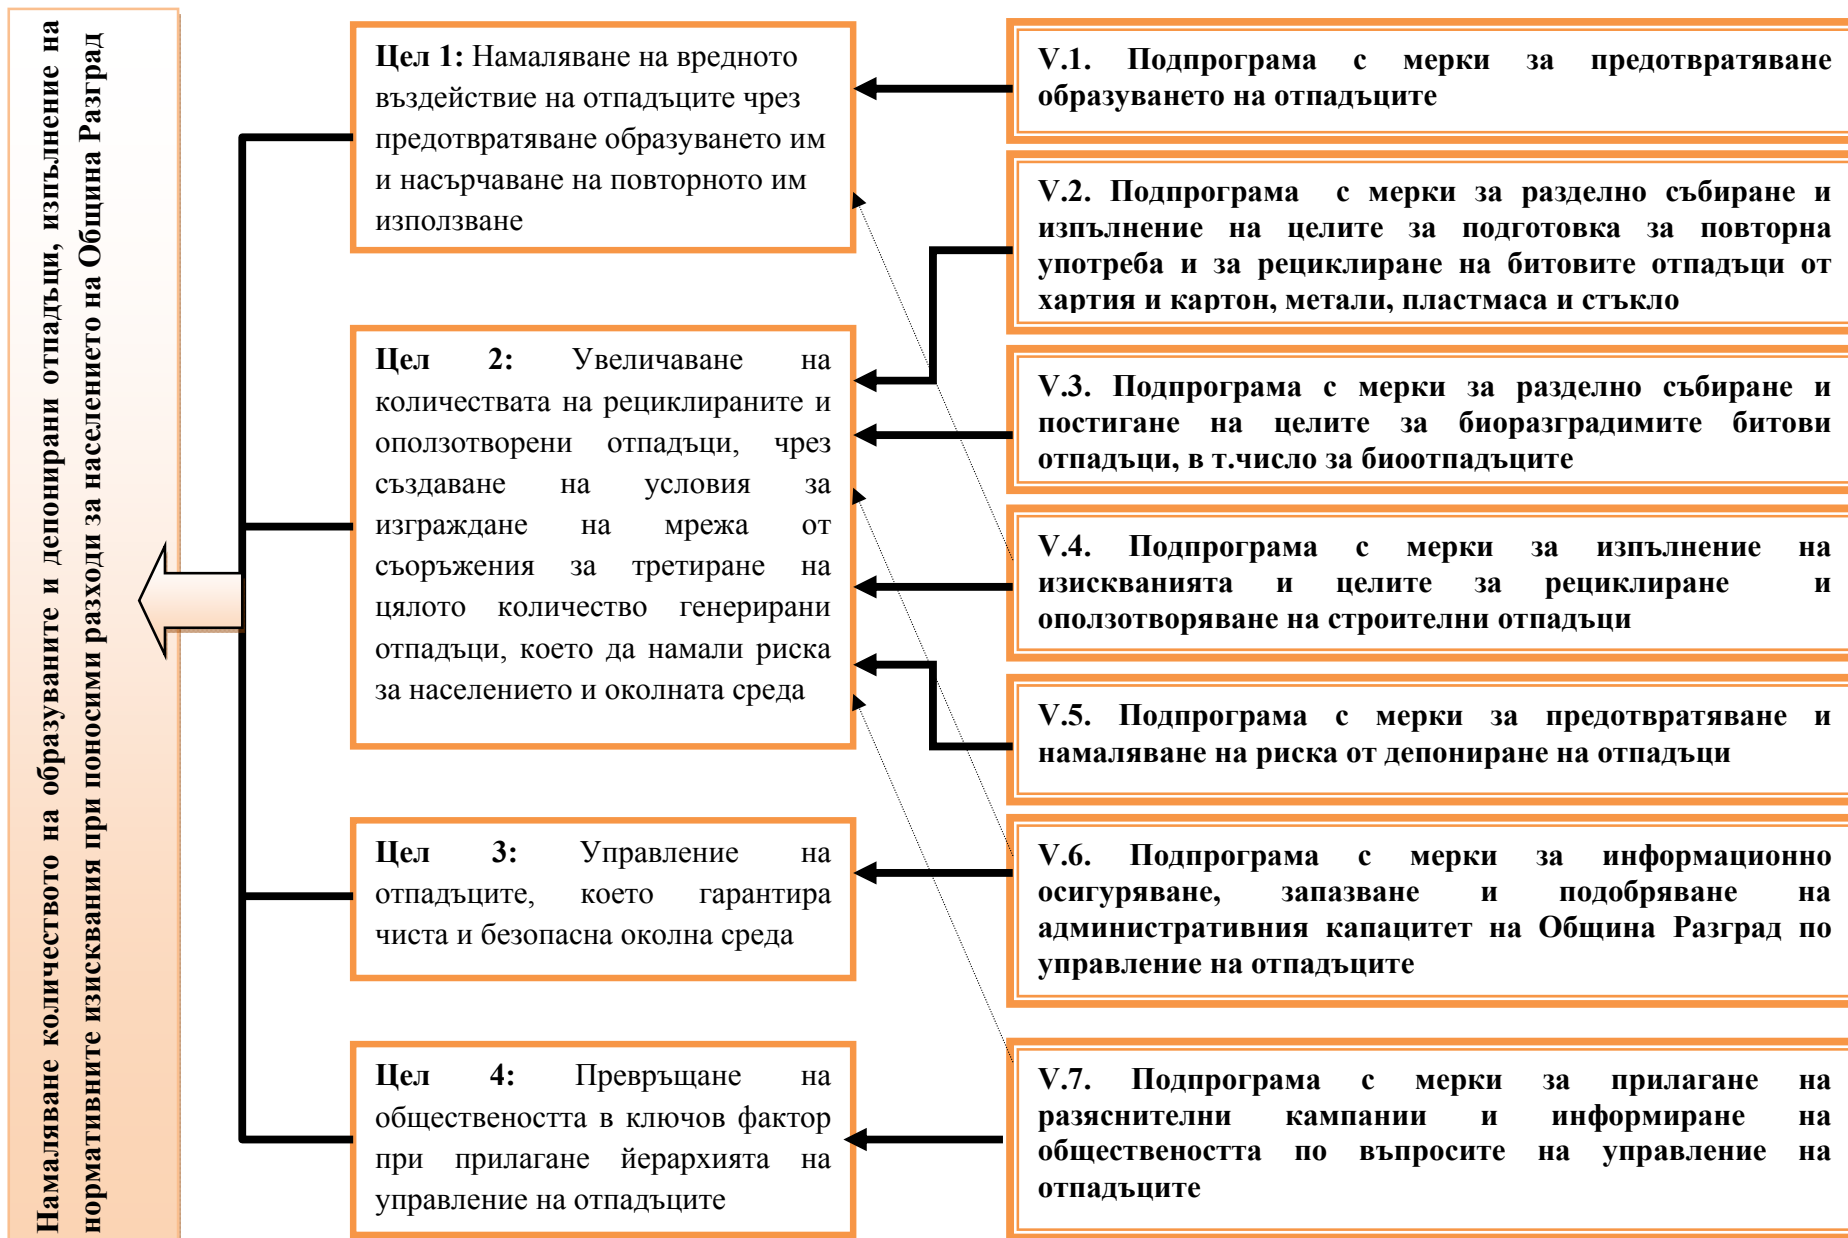 Намаляване количеството на образуваните и депонирани отпадъци, изпълнение на
нормативните изисквания при поносими разходи за населението на Община Разград
Цел 1: Намаляване на вредното
въздействие на отпадъците чрез
предотвратяване образуването им
и насърчаване на повторното им
използване
Цел 2: Увеличаване на
количествата на рециклираните и
оползотворени отпадъци, чрез
създаване на условия за
изграждане на мрежа от
съоръжения за третиране на
цялото количество генерирани
отпадъци, което да намали риска
за населението и околната среда
Цел 3: Управление на
отпадъците, което гарантира
чиста и безопасна околна среда
Цел 4: Превръщане на
обществеността в ключов фактор
при прилагане йерархията на
управление на отпадъците
V.1. Подпрограма с мерки за предотвратяване
образуването на отпадъците
V.2. Подпрограма с мерки за разделно събиране и
изпълнение на целите за подготовка за повторна
употреба и за рециклиране на битовите отпадъци от
хартия и картон, метали, пластмаса и стъкло
V.3. Подпрограма с мерки за разделно събиране и
постигане на целите за биоразградимите битови
отпадъци, в т.число за биоотпадъците
V.4. Подпрограма с мерки за изпълнение на
изискванията и целите за рециклиране и
оползотворяване на строителни отпадъци
V.5. Подпрограма с мерки за предотвратяване и
намаляване на риска от депониране на отпадъци
V.6. Подпрограма с мерки за информационно
осигуряване, запазване и подобряване на
административния капацитет на Община Разград по
управление на отпадъците
V.7. Подпрограма с мерки за прилагане на
разяснителни кампании и информиране на
обществеността по въпросите на управление на
отпадъците